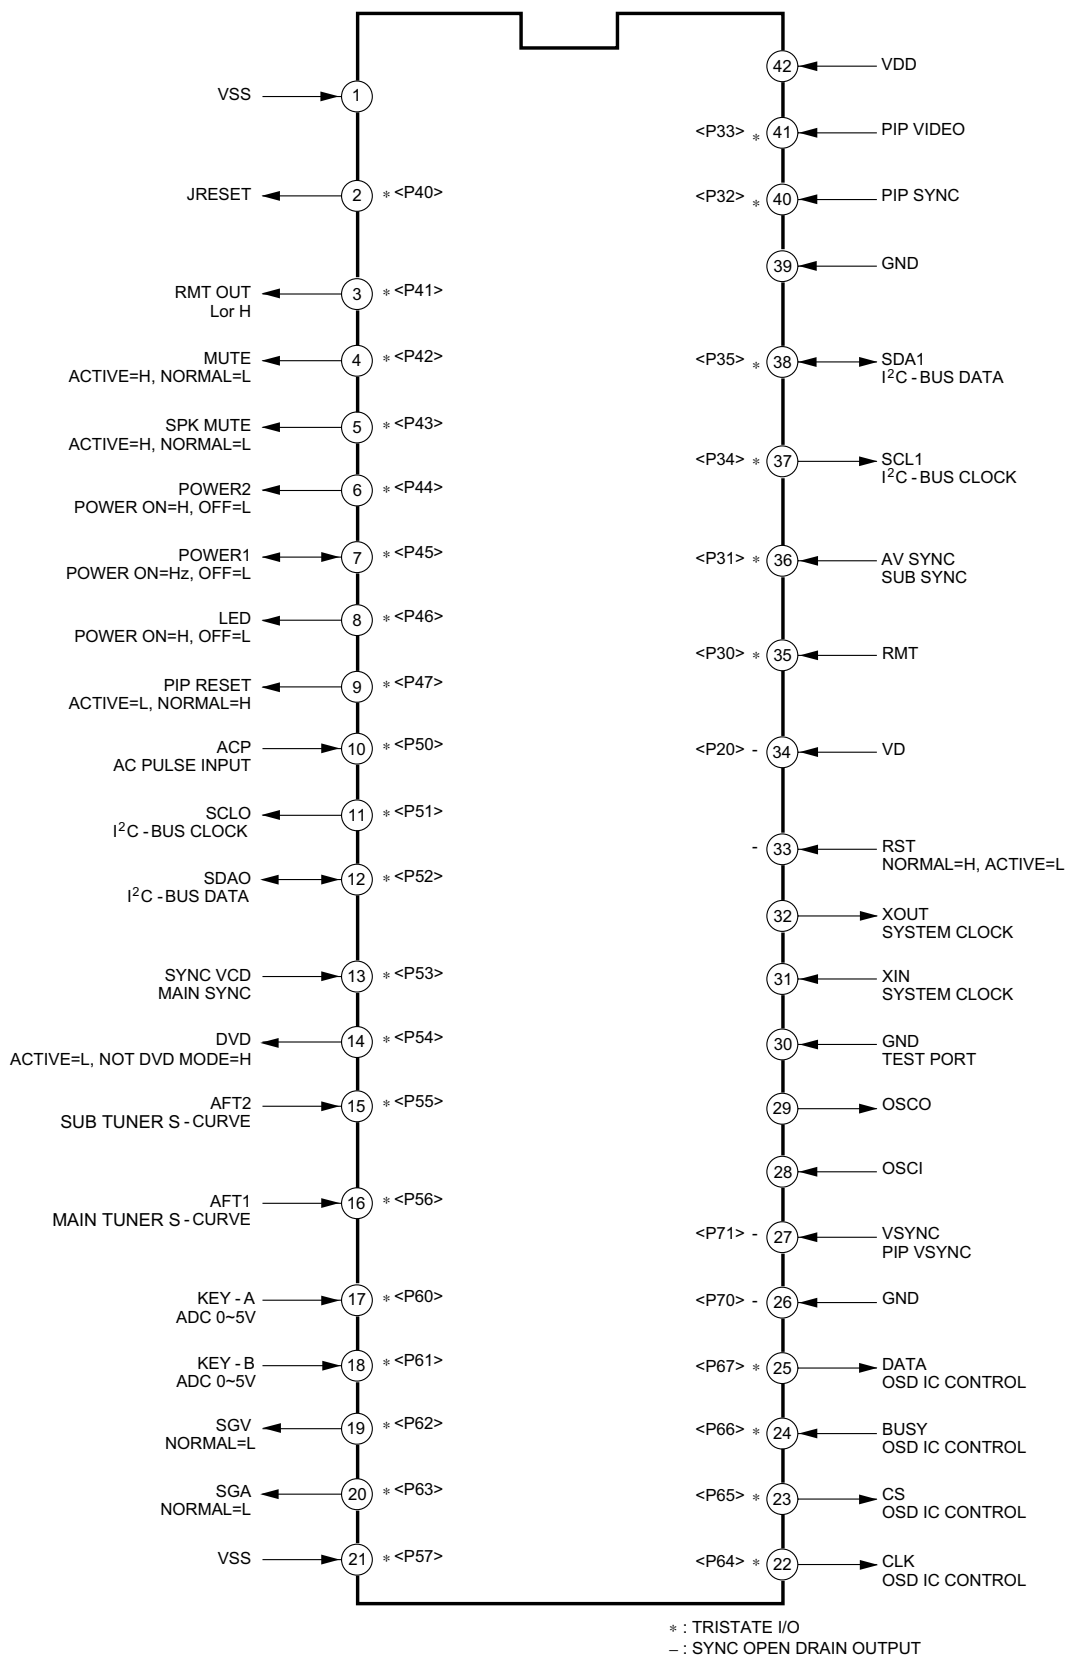 VSS 1
JRESET 2 * <P40>
RMT OUT 3 * <P41>
Lor H
MUTE 4 * <P42>
ACTIVE=H, NORMAL=L
SPK MUTE 5 * <P43>
ACTIVE=H, NORMAL=L
POWER2 6 * <P44>
POWER ON=H, OFF=L
POWER1 7 * <P45>
POWER ON=Hz, OFF=L
LED 8 * <P46>
POWER ON=H, OFF=L
PIP RESET 9 * <P47>
ACTIVE=L, NORMAL=H
ACP 10 * <P50>
AC PULSE INPUT
SCLO 11 * <P51>
I²C-BUS CLOCK
SDAO 12 * <P52>
I²C-BUS DATA
SYNC VCD 13 * <P53>
MAIN SYNC
DVD 14 * <P54>
ACTIVE=L, NOT DVD MODE=H
AFT2 15 * <P55>
SUB TUNER S-CURVE
AFT1 16 * <P56>
MAIN TUNER S-CURVE
KEY-A 17 * <P60>
ADC 0~5V
KEY-B 18 * <P61>
ADC 0~5V
SGV 19 * <P62>
NORMAL=L
SGA 20 * <P63>
NORMAL=L
VSS 21 * <P57>
42 VDD
<P33> * 41 PIP VIDEO
<P32> * 40 PIP SYNC
39 GND
<P35> * 38 SDA1
I²C-BUS DATA
<P34> * 37 SCL1
I²C-BUS CLOCK
<P31> * 36 AV SYNC
SUB SYNC
<P30> * 35 RMT
<P20> - 34 VD
- 33 RST
NORMAL=H, ACTIVE=L
32 XOUT
SYSTEM CLOCK
31 XIN
SYSTEM CLOCK
30 GND
TEST PORT
29 OSCO
28 OSCI
<P71> - 27 VSYNC
PIP VSYNC
<P70> - 26 GND
<P67> * 25 DATA
OSD IC CONTROL
<P66> * 24 BUSY
OSD IC CONTROL
<P65> * 23 CS
OSD IC CONTROL
<P64> * 22 CLK
OSD IC CONTROL
* : TRISTATE I/O
– : SYNC OPEN DRAIN OUTPUT